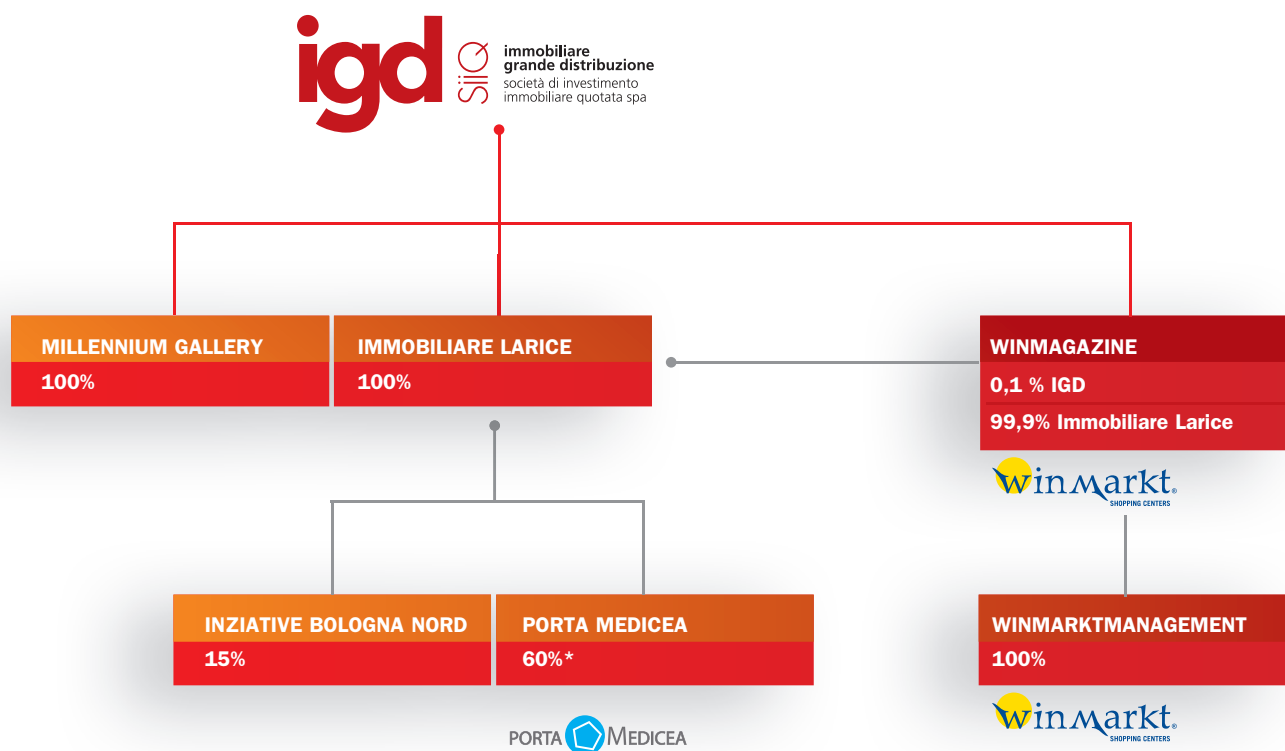 igd
SiiQ
immobiliare
grande distribuzione
società di investimento
immobiliare quotata spa
MILLENNIUM GALLERY
100%
IMMOBILIARE LARICE
100%
WINMAGAZINE
0,1 % IGD
99,9% Immobiliare Larice
winmarkt®
SHOPPING CENTERS
INZIATIVE BOLOGNA NORD
15%
PORTA MEDICEA
60%*
WINMARKTMANAGEMENT
100%
PORTA MEDICEA
winmarkt®
SHOPPING CENTERS